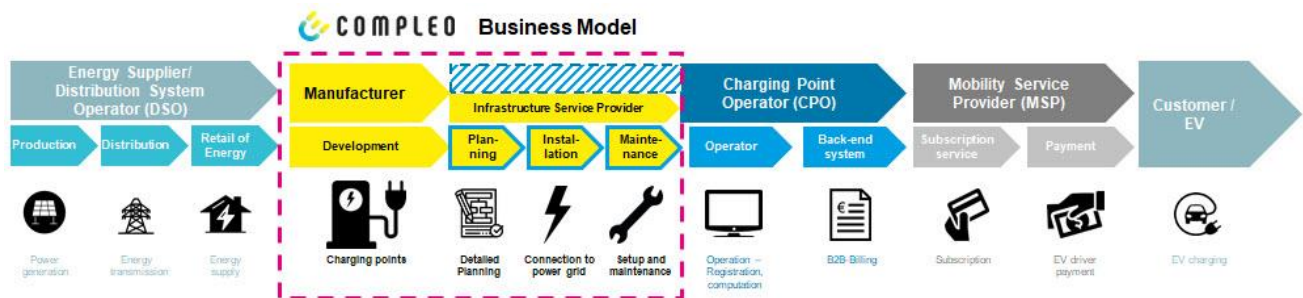 COMPLEO Business Model
Energy Supplier/
Distribution System
Operator (DSO)
Manufacturer
Infrastructure Service Provider
Charging Point
Operator (CPO)
Mobility Service
Provider (MSP)
Customer /
EV
Production
Distribution
Retail of
Energy
Development
Plan-
ning
Instal-
lation
Mainte-
nance
Operator
Back-end
system
Subscription
service
Payment
Power
generation
Energy
transmission
Energy
supply
Charging points
Detailed
Planning
Connection to
power grid
Setup and
maintenance
Operation –
Registration,
computation
B2B-Billing
Subscription
EV driver
payment
EV charging